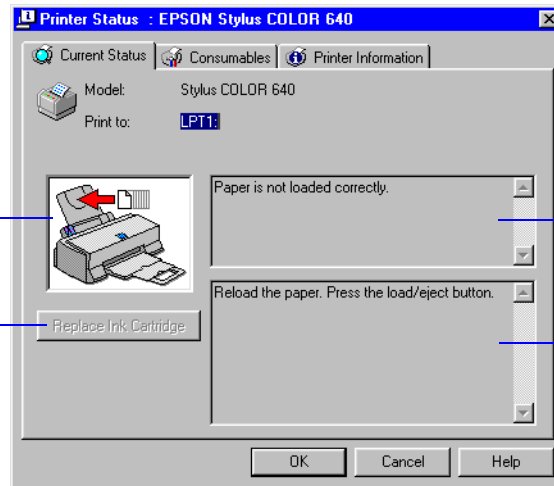 Printer Status : EPSON Stylus COLOR 640
Current Status Consumables Printer Information
Model: Stylus COLOR 640
Print to: LPT1:
Paper is not loaded correctly.
Reload the paper. Press the load/eject button.
Replace Ink Cartridge
OK Cancel Help